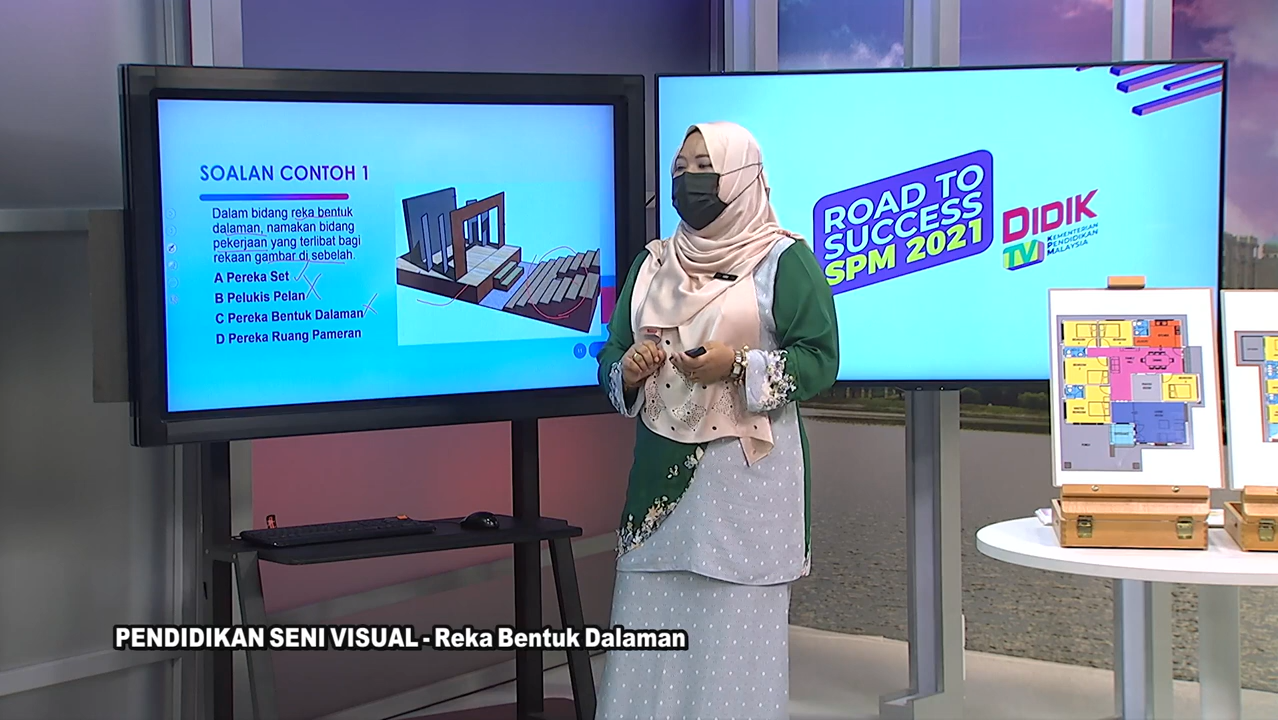 SOALAN CONTOH 1
Dalam bidang reka bentuk
dalaman, namakan bidang
pekerjaan yang terlibat bagi
rekaan gambar di sebelah.
A Pereka Set
B Pelukis Pelan
C Pereka Bentuk Dalaman
D Pereka Ruang Pameran
ROAD TO
SUCCESS
SPM 2021
DIDIK
TV
KEMENTERIAN
PENDIDIKAN
MALAYSIA
PENDIDIKAN SENI VISUAL - Reka Bentuk Dalaman